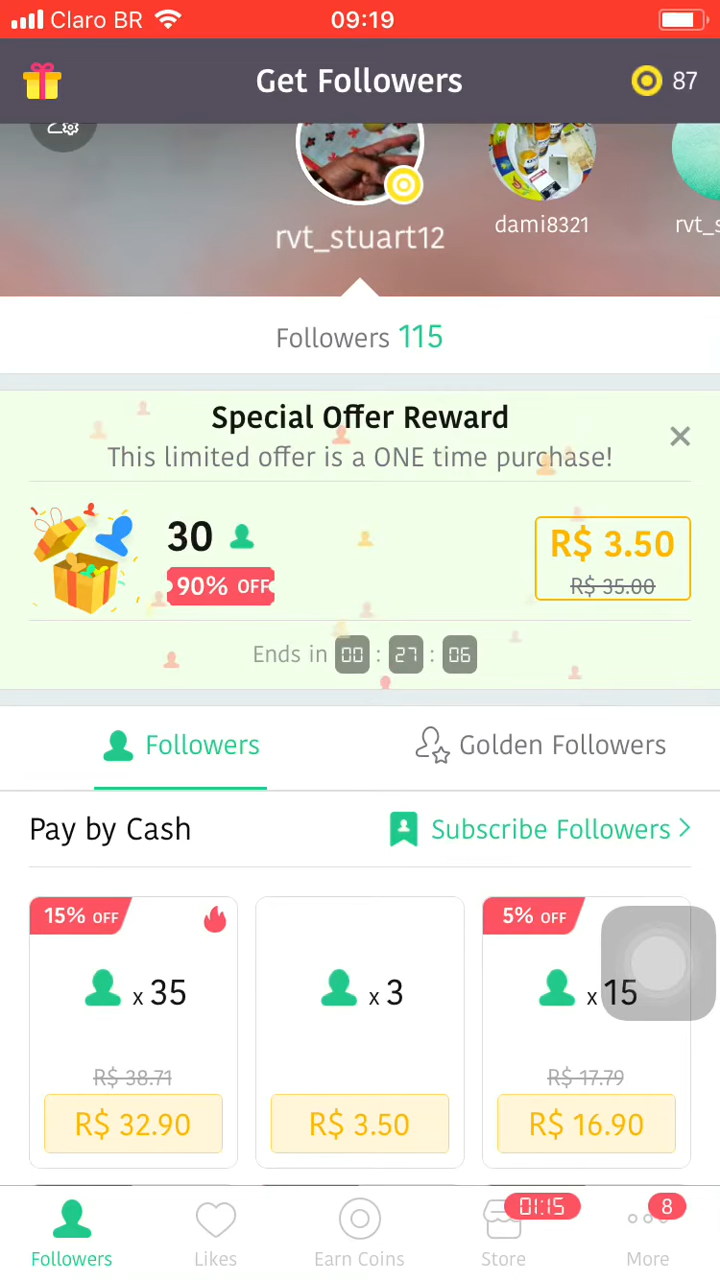 Claro BR
09:19
Get Followers
87
rvt_stuart12
dami8321
rvt_s
Followers 115
Special Offer Reward
This limited offer is a ONE time purchase!
30
90% OFF
R$ 3.50
R$ 35.00
Ends in 00 : 27 : 06
Followers
Golden Followers
Pay by Cash
Subscribe Followers >
15% OFF
x 35
R$ 38.71
R$ 32.90
x 3
R$ 3.50
5% OFF
x 15
R$ 17.79
R$ 16.90
01:15
8
Followers
Likes
Earn Coins
Store
More